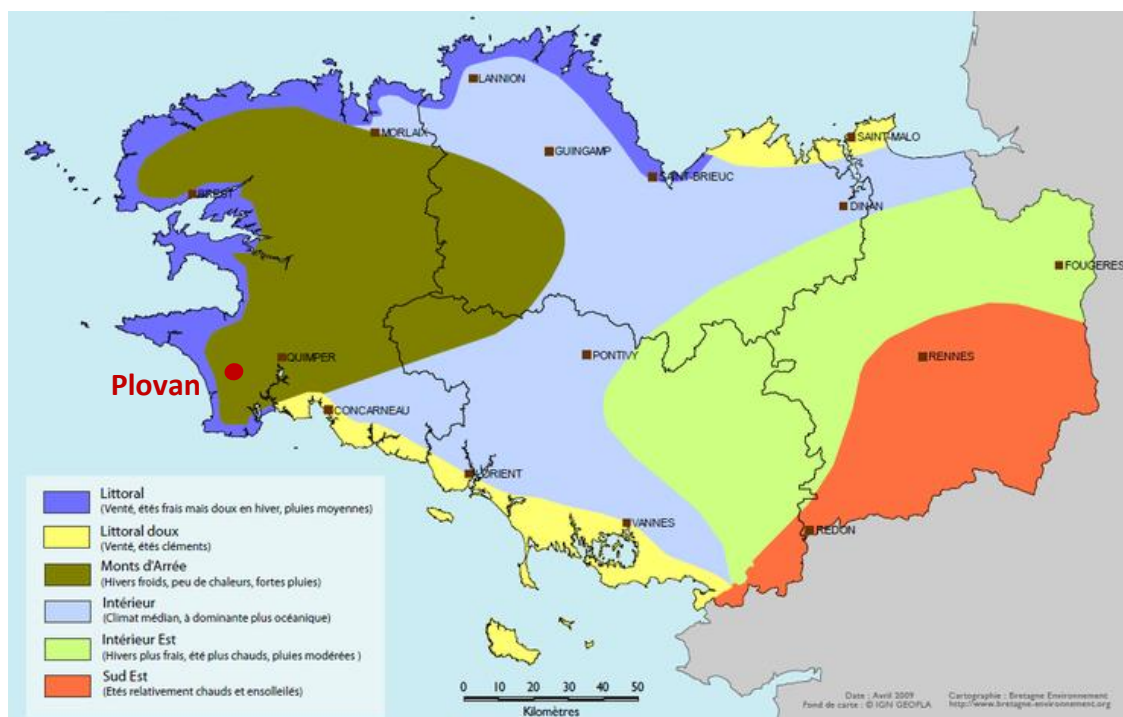 LANNION
MORLAIX
GUINGAMP
SAINT-MALO
SAINT-BRIEUC
BREST
DINAN
FOUGERES
QUIMPER
PONTIVY
RENNES
Plovan
CONCARNEAU
LORIENT
VANNES
REDON
Littoral
(Venté, étés frais mais doux en hiver, pluies moyennes)
Littoral doux
(Venté, étés cléments)
Monts d'Arrée
(Hivers froids, peu de chaleurs, fortes pluies)
Intérieur
(Climat médian, à dominante plus océanique)
Intérieur Est
(Hivers plus frais, été plus chauds, pluies modérées )
Sud Est
(Etés relativement chauds et ensolleilés)
0 10 20 30 40 50
Kilomètres
Date : Avril 2009
Fond de carte : © IGN GEOFLA
Cartographie : Bretagne Environnement
http://www.bretagne-environnement.org